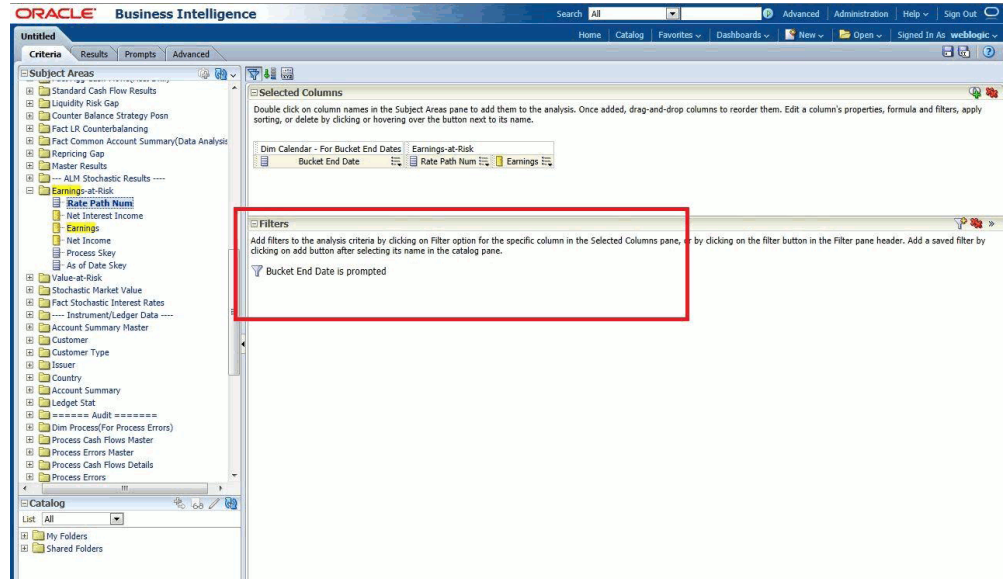 ORACLE Business Intelligence
Search All Advanced Administration Help Sign Out
Untitled
Home Catalog Favorites Dashboards New Open Signed In As weblogic
Criteria Results Prompts Advanced
Subject Areas
Standard Cash Flow Results
Liquidity Risk Gap
Counter Balance Strategy Posn
Fact LR Counterbalancing
Fact Common Account Summary(Data Analysis
Repricing Gap
Master Results
--- ALM Stochastic Results ----
Earnings-at-Risk
Rate Path Num
Net Interest Income
Earnings
Net Income
Process Skey
As of Date Skey
Value-at-Risk
Stochastic Market Value
Fact Stochastic Interest Rates
---- Instrument/Ledger Data ----
Account Summary Master
Customer
Customer Type
Issuer
Country
Account Summary
Ledget Stat
====== Audit =======
Dim Process(For Process Errors)
Process Cash Flows Master
Process Errors Master
Process Cash Flows Details
Process Errors
Catalog
List All
My Folders
Shared Folders
Selected Columns
Double click on column names in the Subject Areas pane to add them to the analysis. Once added, drag-and-drop columns to reorder them. Edit a column's properties, formula and filters, apply
sorting, or delete by clicking or hovering over the button next to its name.
Dim Calendar - For Bucket End Dates Earnings-at-Risk
Bucket End Date Rate Path Num Earnings
Filters
Add filters to the analysis criteria by clicking on Filter option for the specific column in the Selected Columns pane, or by clicking on the filter button in the Filter pane header. Add a saved filter by
clicking on add button after selecting its name in the catalog pane.
Bucket End Date is prompted